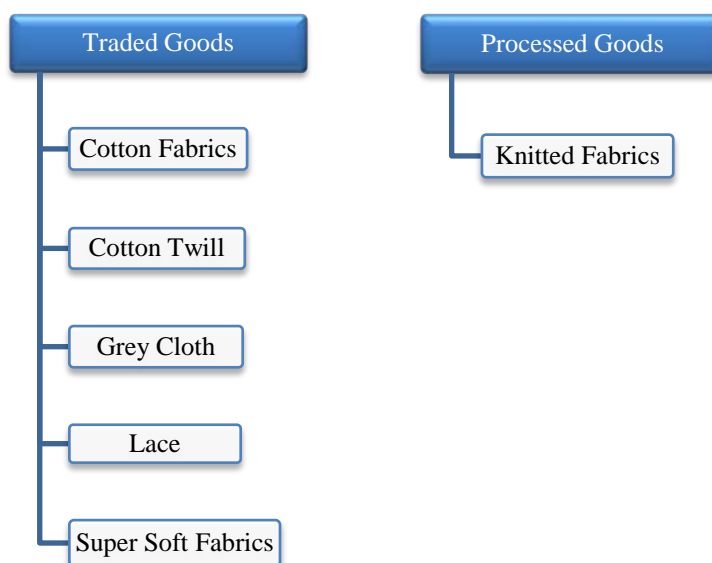 Traded Goods
Cotton Fabrics
Cotton Twill
Grey Cloth
Lace
Super Soft Fabrics
Processed Goods
Knitted Fabrics